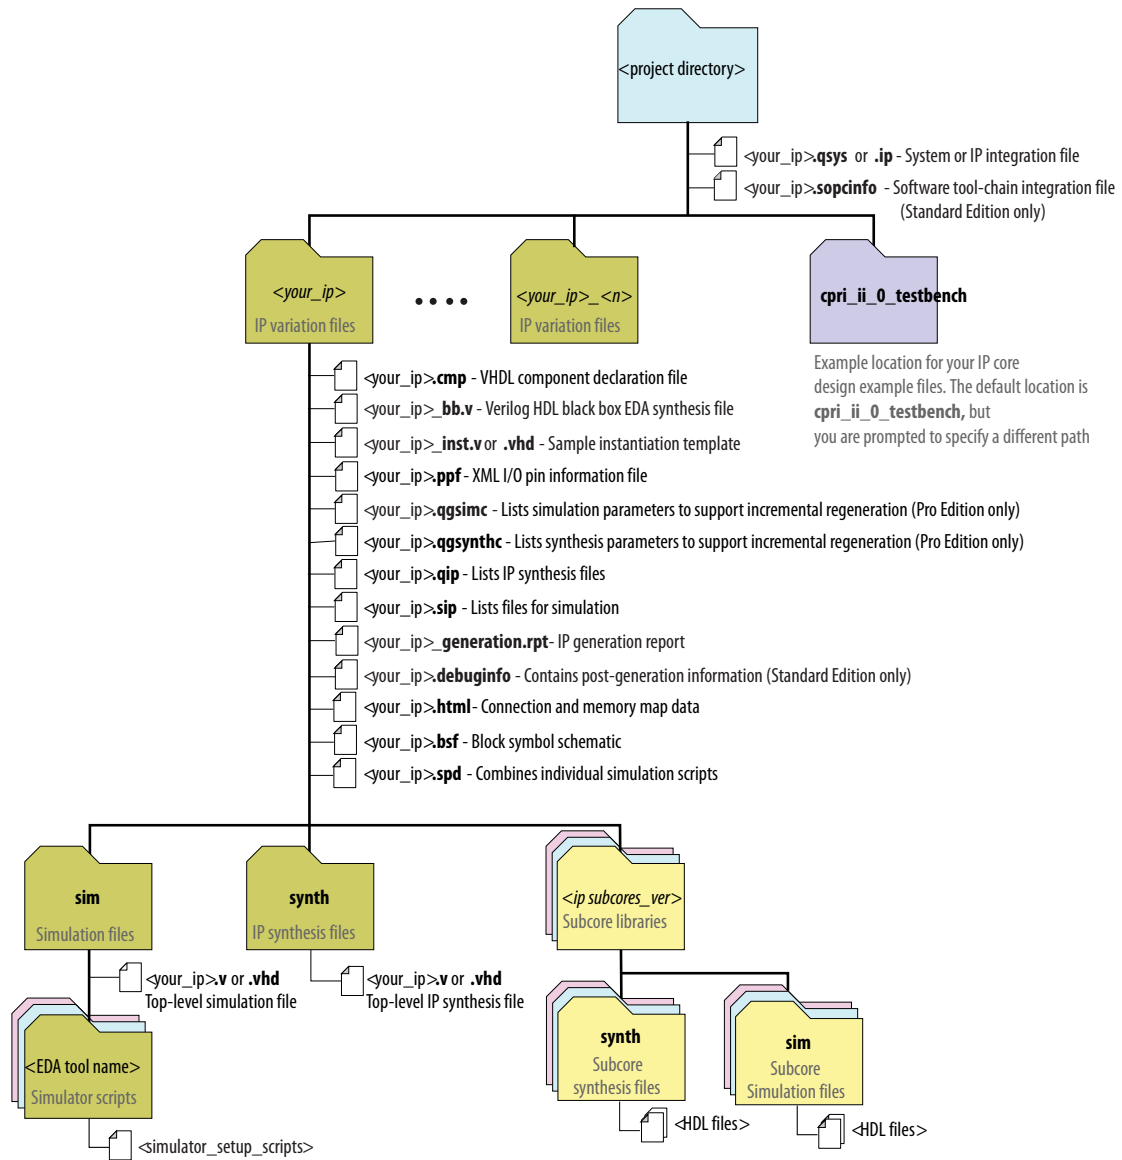 <project directory>
<your_ip>.qsys or .ip - System or IP integration file
<your_ip>.sopcinfo - Software tool-chain integration file
(Standard Edition only)
<your_ip>
IP variation files
<your_ip>_<n>
IP variation files
cpri_ii_0_testbench
Example location for your IP core
design example files. The default location is
cpri_ii_0_testbench, but
you are prompted to specify a different path
<your_ip>.cmp - VHDL component declaration file
<your_ip>_bb.v - Verilog HDL black box EDA synthesis file
<your_ip>_inst.v or .vhd - Sample instantiation template
<your_ip>.ppf - XML I/O pin information file
<your_ip>.qgsimc - Lists simulation parameters to support incremental regeneration (Pro Edition only)
<your_ip>.qgsynthc - Lists synthesis parameters to support incremental regeneration (Pro Edition only)
<your_ip>.qip - Lists IP synthesis files
<your_ip>.sip - Lists files for simulation
<your_ip>_generation.rpt- IP generation report
<your_ip>.debuginfo - Contains post-generation information (Standard Edition only)
<your_ip>.html- Connection and memory map data
<your_ip>.bsf - Block symbol schematic
<your_ip>.spd - Combines individual simulation scripts
sim
Simulation files
synth
IP synthesis files
<ip subcores_ver>
Subcore libraries
<your_ip>.v or .vhd
Top-level simulation file
<your_ip>.v or .vhd
Top-level IP synthesis file
<EDA tool name>
Simulator scripts
<simulator_setup_scripts>
synth
Subcore
synthesis files
<HDL files>
sim
Subcore
Simulation files
<HDL files>